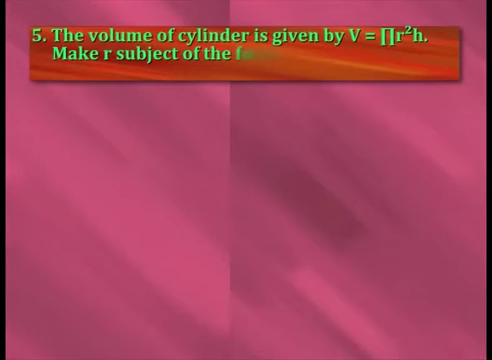 5. The volume of cylinder is given by V = ∏r²h.
Make r subject of the